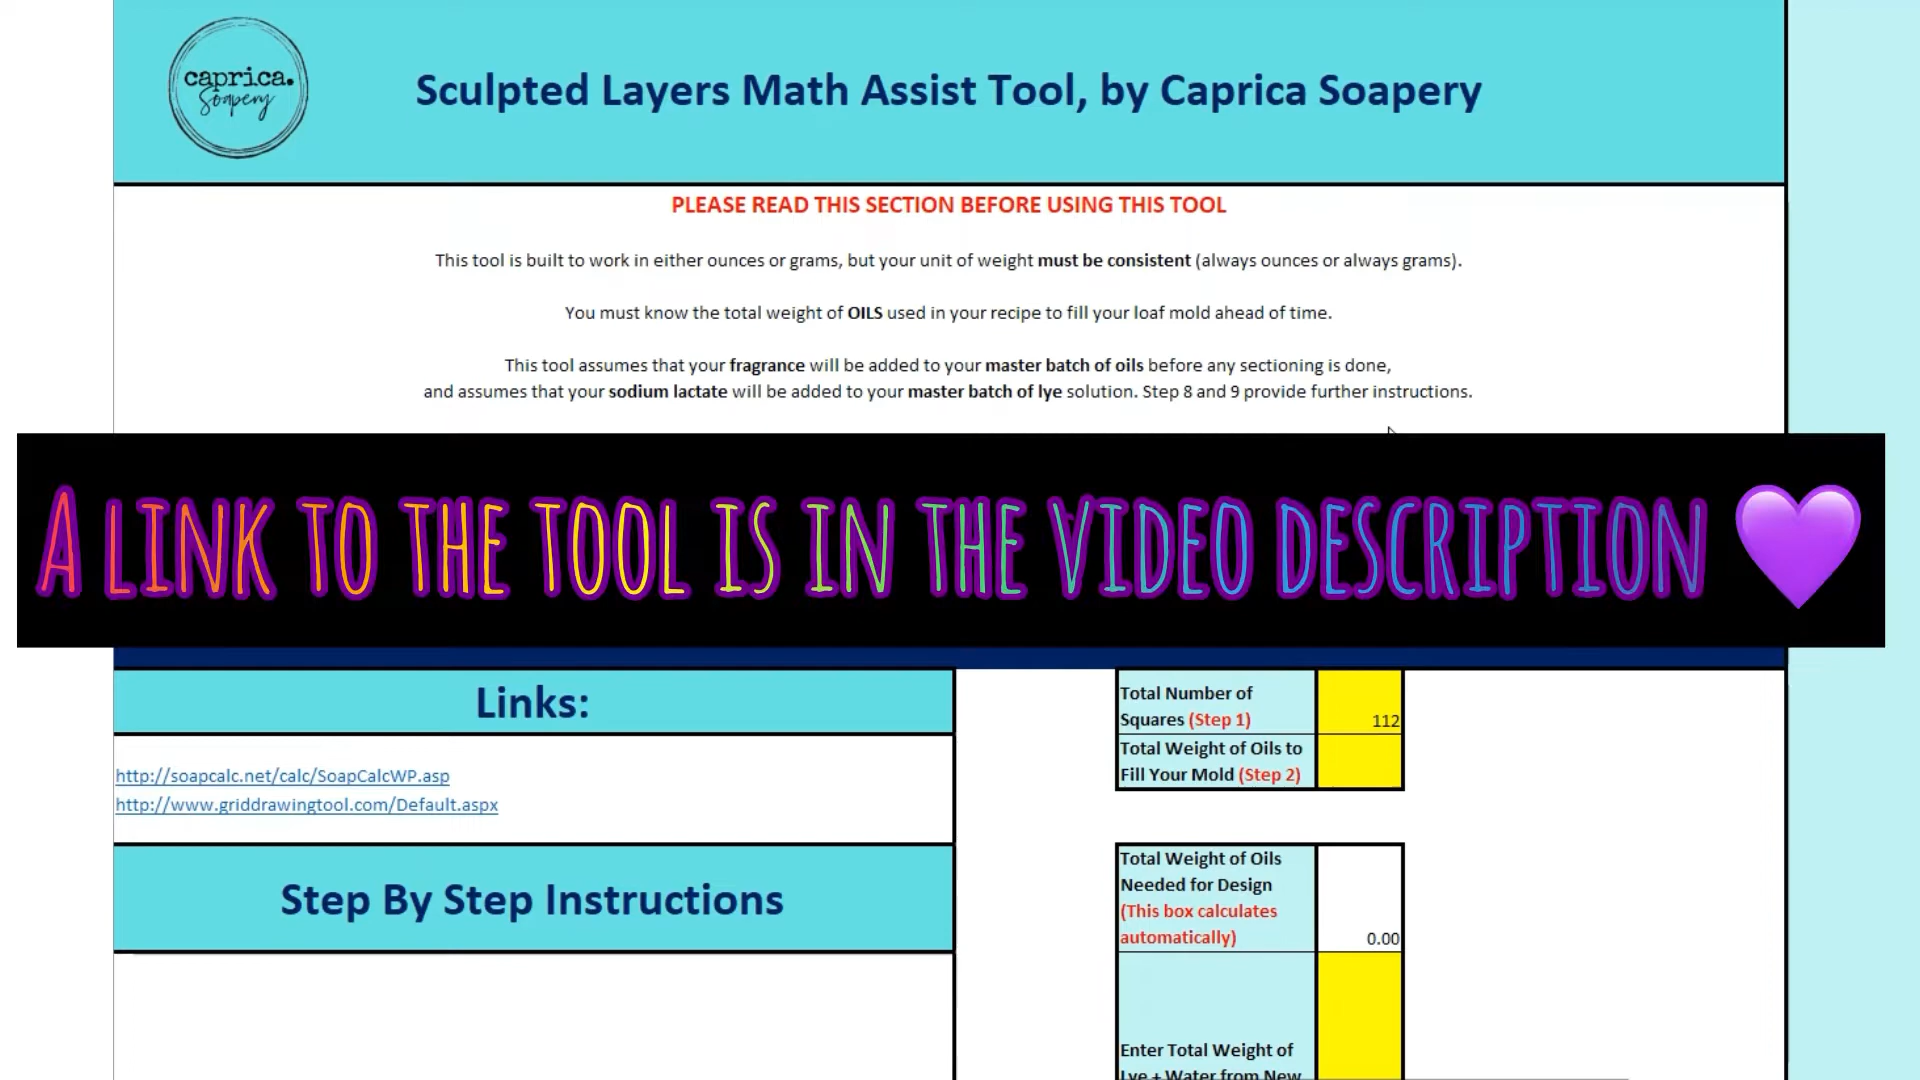 caprica.
Soapery
Sculpted Layers Math Assist Tool, by Caprica Soapery
PLEASE READ THIS SECTION BEFORE USING THIS TOOL
This tool is built to work in either ounces or grams, but your unit of weight must be consistent (always ounces or always grams).
You must know the total weight of OILS used in your recipe to fill your loaf mold ahead of time.
This tool assumes that your fragrance will be added to your master batch of oils before any sectioning is done,
and assumes that your sodium lactate will be added to your master batch of lye solution. Step 8 and 9 provide further instructions.
A LINK TO THE TOOL IS IN THE VIDEO DESCRIPTION 💜
Links:
http://soapcalc.net/calc/SoapCalcWP.asp
http://www.griddrawingtool.com/Default.aspx
Step By Step Instructions
Total Number of
Squares (Step 1) 112
Total Weight of Oils to
Fill Your Mold (Step 2)
Total Weight of Oils
Needed for Design
(This box calculates
automatically) 0.00
Enter Total Weight of
Lye + Water from New